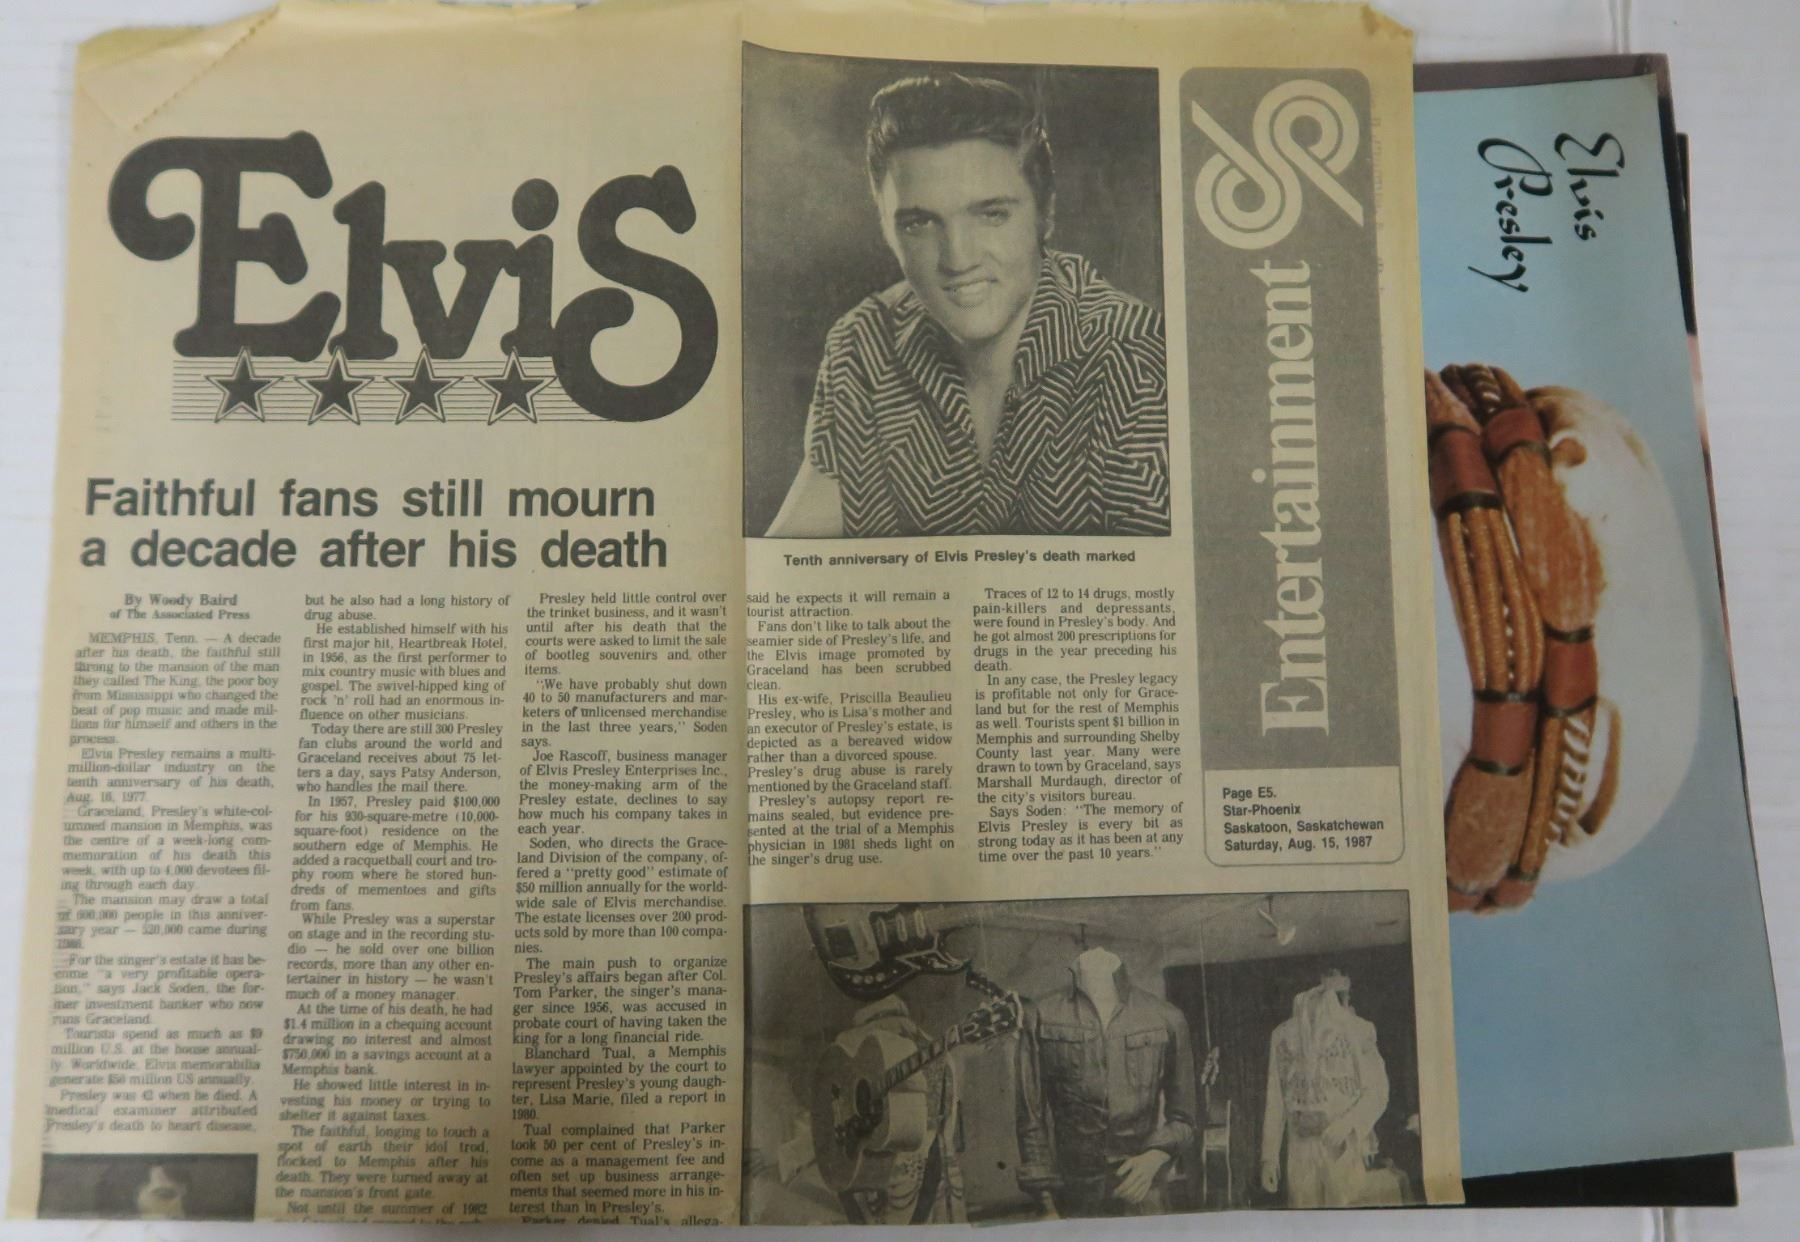 Elvis
Faithful fans still mourn
a decade after his death
By Woody Baird
of The Associated Press
MEMPHIS, Tenn. — A decade
after his death, the faithful still
throng to the mansion of the man
they called The King, the poor boy
from Mississippi who changed the
beat of pop music and made mil-
lions for himself and others in the
process.
Elvis Presley remains a multi-
million-dollar industry on the
tenth anniversary of his death,
Aug. 16, 1977.
Graceland, Presley's white-col-
umned mansion in Memphis, was
the centre of a week-long com-
memoration of his death this
week, with up to 4,000 devotees fil-
ing through each day.
The mansion may draw a total
of 600,000 people in this anniver-
sary year — 520,000 came during
1986.
For the singer's estate it has be-
come "a very profitable opera-
tion," says Jack Soden, the for-
mer investment banker who now
runs Graceland.
Tourists spend as much as $9
million U.S. at the house annual-
ly. Worldwide, Elvis memorabilia
generate $50 million US annually.
Presley was 42 when he died. A
medical examiner attributed
Presley's death to heart disease,
but he also had a long history of
drug abuse.
He established himself with his
first major hit, Heartbreak Hotel,
in 1956, as the first performer to
mix country music with blues and
gospel. The swivel-hipped king of
rock 'n' roll had an enormous in-
fluence on other musicians.
Today there are still 300 Presley
fan clubs around the world and
Graceland receives about 75 let-
ters a day, says Patsy Anderson,
who handles the mail there.
In 1957, Presley paid $100,000
for his 930-square-metre (10,000-
square-foot) residence on the
southern edge of Memphis. He
added a racquetball court and tro-
phy room where he stored hun-
dreds of mementoes and gifts
from fans.
While Presley was a superstar
on stage and in the recording stu-
dio — he sold over one billion
records, more than any other en-
tertainer in history — he wasn't
much of a money manager.
At the time of his death, he had
$1.4 million in a chequing account
drawing no interest and almost
$750,000 in a savings account at a
Memphis bank.
He showed little interest in in-
vesting his money or trying to
shelter it against taxes.
The faithful, longing to touch a
spot of earth their idol trod,
flocked to Memphis after his
death. They were turned away at
the mansion's front gate.
Not until the summer of 1982
was Graceland opened to the pub-
Presley held little control over
the trinket business, and it wasn't
until after his death that the
courts were asked to limit the sale
of bootleg souvenirs and other
items.
"We have probably shut down
40 to 50 manufacturers and mar-
keters of unlicensed merchandise
in the last three years," Soden
says.
Joe Rascoff, business manager
of Elvis Presley Enterprises Inc.,
the money-making arm of the
Presley estate, declines to say
how much his company takes in
each year.
Soden, who directs the Grace-
land Division of the company, of-
fered a "pretty good" estimate of
$50 million annually for the world-
wide sale of Elvis merchandise.
The estate licenses over 200 prod-
ucts sold by more than 100 compa-
nies.
The main push to organize
Presley's affairs began after Col.
Tom Parker, the singer's mana-
ger since 1956, was accused in
probate court of having taken the
king for a long financial ride.
Blanchard Tual, a Memphis
lawyer appointed by the court to
represent Presley's young daugh-
ter, Lisa Marie, filed a report in
1980.
Tual complained that Parker
took 50 per cent of Presley's in-
come as a management fee and
often set up business arrange-
ments that seemed more in his in-
terest than in Presley's.
Parker denied Tual's allega-
Tenth anniversary of Elvis Presley's death marked
said he expects it will remain a
tourist attraction.
Fans don't like to talk about the
seamier side of Presley's life, and
the Elvis image promoted by
Graceland has been scrubbed
clean.
His ex-wife, Priscilla Beaulieu
Presley, who is Lisa's mother and
an executor of Presley's estate, is
depicted as a bereaved widow
rather than a divorced spouse.
Presley's drug abuse is rarely
mentioned by the Graceland staff.
Presley's autopsy report re-
mains sealed, but evidence pre-
sented at the trial of a Memphis
physician in 1981 sheds light on
the singer's drug use.
Traces of 12 to 14 drugs, mostly
pain-killers and depressants,
were found in Presley's body. And
he got almost 200 prescriptions for
drugs in the year preceding his
death.
In any case, the Presley legacy
is profitable not only for Grace-
land but for the rest of Memphis
as well. Tourists spent $1 billion in
Memphis and surrounding Shelby
County last year. Many were
drawn to town by Graceland, says
Marshall Murdaugh, director of
the city's visitors bureau.
Says Soden: "The memory of
Elvis Presley is every bit as
strong today as it has been at any
time over the past 10 years."
sp
Entertainment
Page E5.
Star-Phoenix
Saskatoon, Saskatchewan
Saturday, Aug. 15, 1987
Elvis
Presley